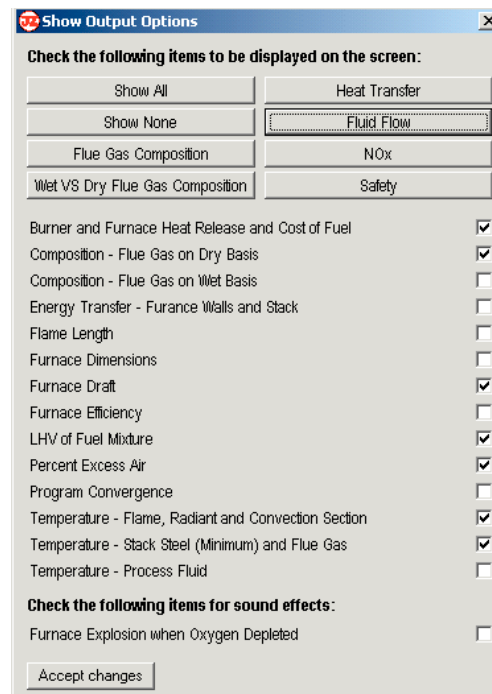 Show Output Options
Check the following items to be displayed on the screen:
Show All
Heat Transfer
Show None
Fluid Flow
Flue Gas Composition
NOx
Wet VS Dry Flue Gas Composition
Safety
Burner and Furnace Heat Release and Cost of Fuel
Composition - Flue Gas on Dry Basis
Composition - Flue Gas on Wet Basis
Energy Transfer - Furance Walls and Stack
Flame Length
Furnace Dimensions
Furnace Draft
Furnace Efficiency
LHV of Fuel Mixture
Percent Excess Air
Program Convergence
Temperature - Flame, Radiant and Convection Section
Temperature - Stack Steel (Minimum) and Flue Gas
Temperature - Process Fluid
Check the following items for sound effects:
Furnace Explosion when Oxygen Depleted
Accept changes